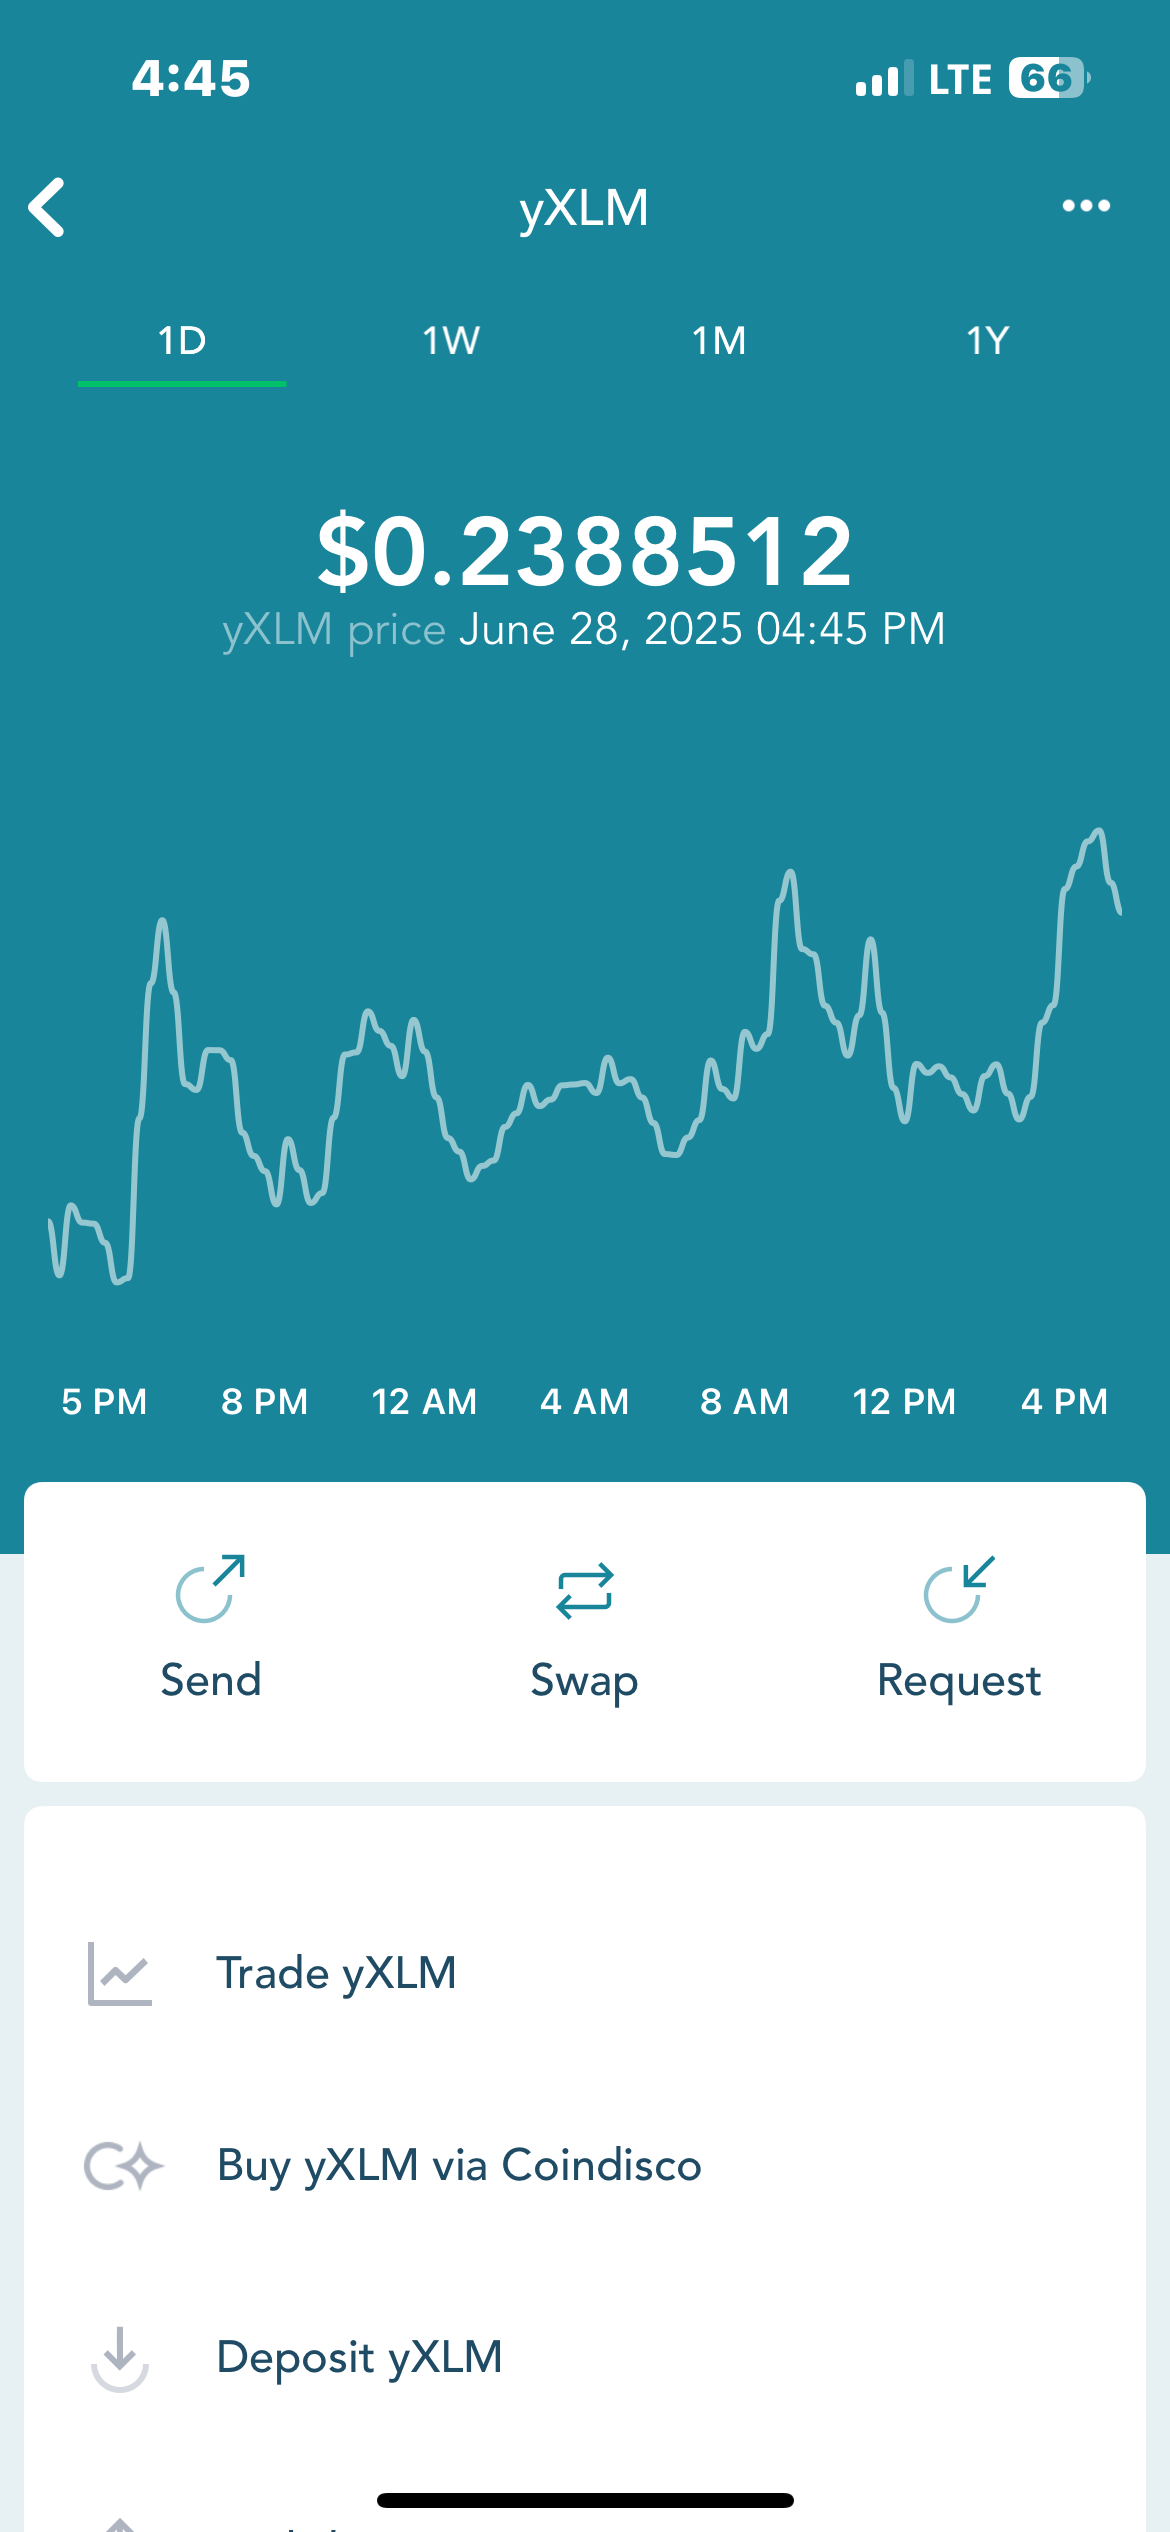 4:45 LTE 66
yXLM
1D 1W 1M 1Y
$0.2388512
yXLM price June 28, 2025 04:45 PM
5 PM 8 PM 12 AM 4 AM 8 AM 12 PM 4 PM
Send Swap Request
Trade yXLM
Buy yXLM via Coindisco
Deposit yXLM